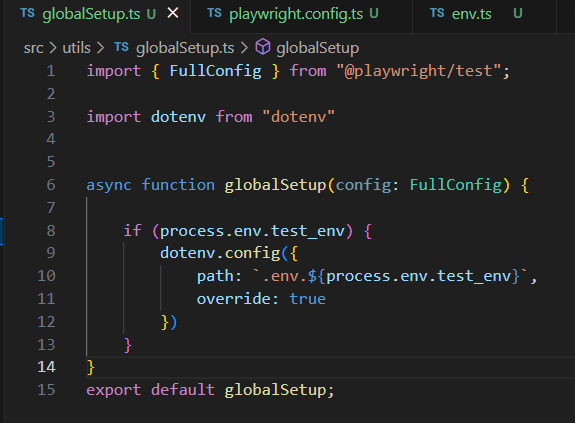 TS globalSetup.ts U × TS playwright.config.ts U TS env.ts U
src > utils > TS globalSetup.ts > globalSetup
1 import { FullConfig } from "@playwright/test";
2
3 import dotenv from "dotenv"
4
5
6 async function globalSetup(config: FullConfig) {
7
8     if (process.env.test_env) {
9         dotenv.config({
10             path: `.env.${process.env.test_env}`,
11             override: true
12         })
13     }
14 }
15 export default globalSetup;